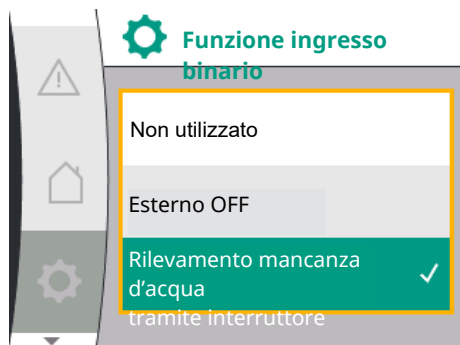 Funzione ingresso
binario
Non utilizzato
Esterno OFF
Rilevamento mancanza
d’acqua
tramite interruttore